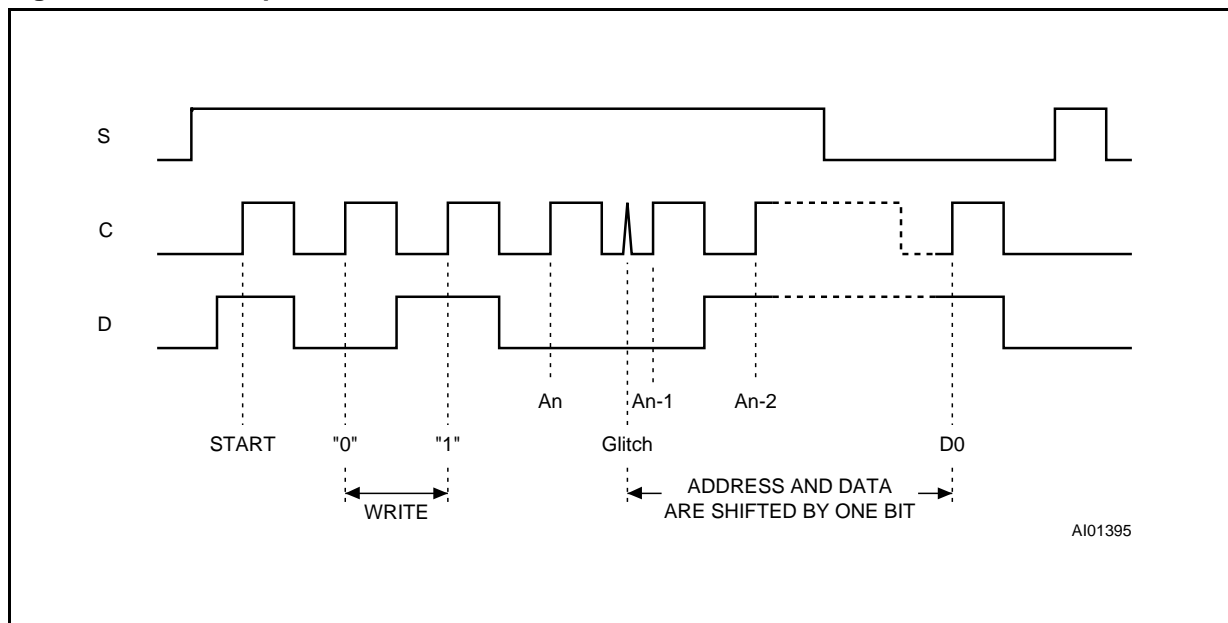 S
C
D
An An-1 An-2
START "0" "1" Glitch D0
WRITE
ADDRESS AND DATA
ARE SHIFTED BY ONE BIT
AI01395